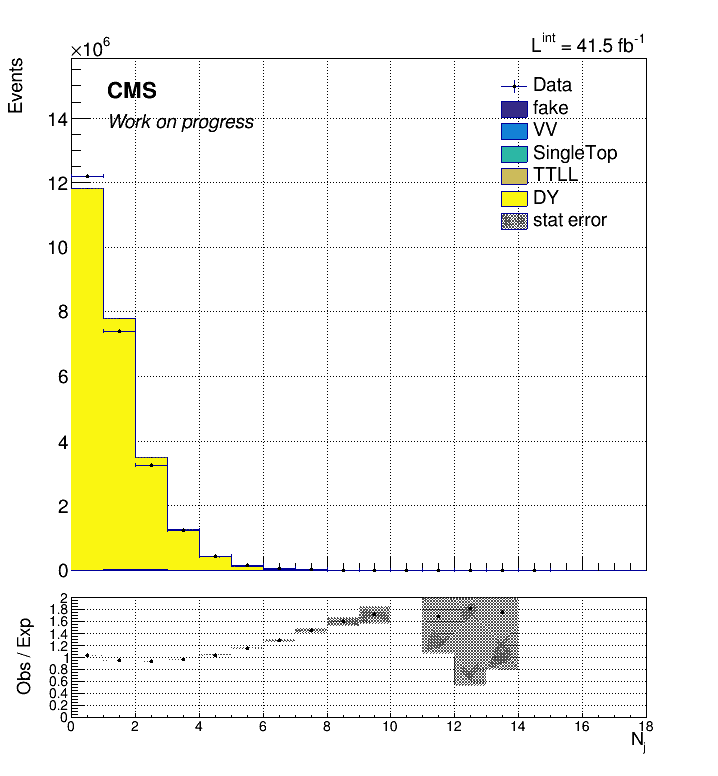 ×10⁶
L^int = 41.5 fb⁻¹
Events
CMS
Work on progress
Data
fake
VV
SingleTop
TTLL
DY
stat error
14
12
10
8
6
4
2
0
Obs / Exp
2
1.8
1.6
1.4
1.2
1
0.8
0.6
0.4
0.2
0
0 2 4 6 8 10 12 14 16 18
N_j